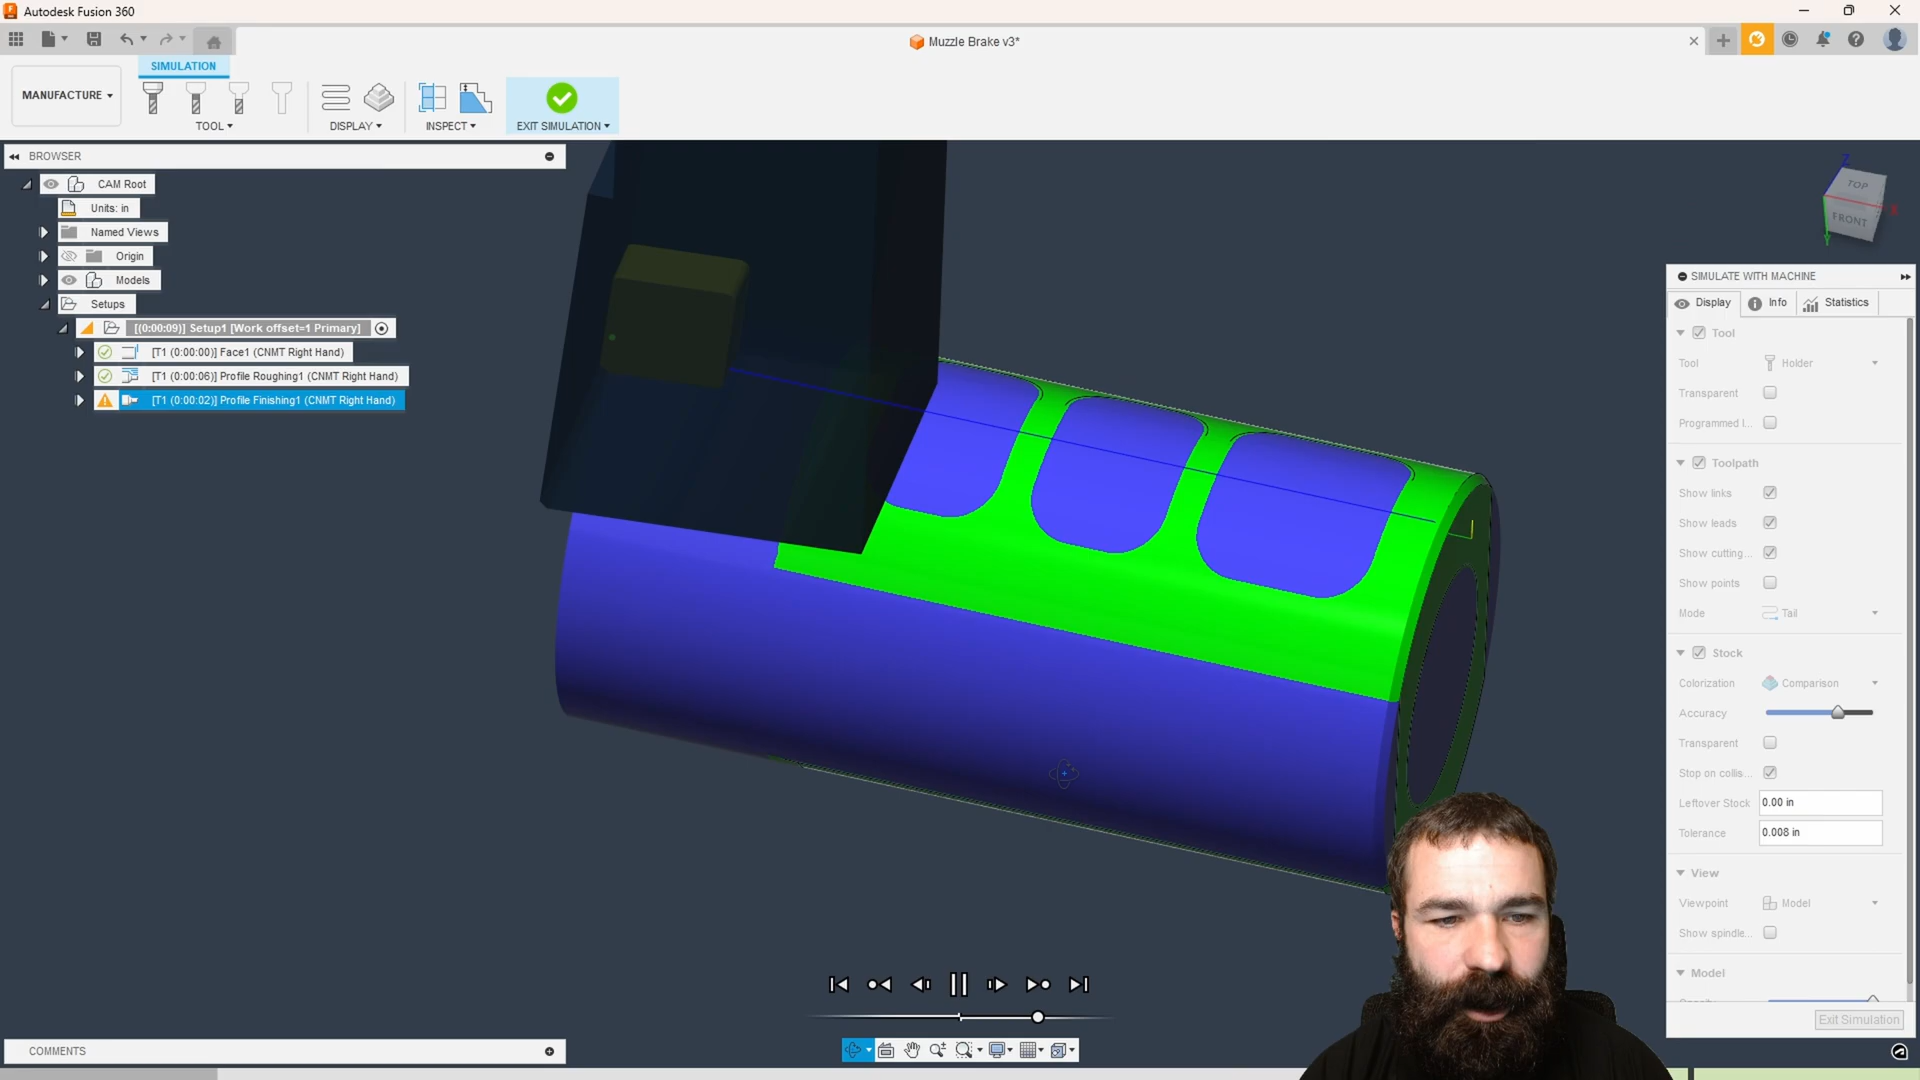 Autodesk Fusion 360
Muzzle Brake v3*
MANUFACTURE
SIMULATION
TOOL
DISPLAY
INSPECT
EXIT SIMULATION
BROWSER
CAM Root
Units: in
Named Views
Origin
Models
Setups
[(0:00:09)] Setup1 [Work offset=1 Primary]
[T1 (0:00:00)] Face1 (CNMT Right Hand)
[T1 (0:00:06)] Profile Roughing1 (CNMT Right Hand)
[T1 (0:00:02)] Profile Finishing1 (CNMT Right Hand)
Z
TOP
FRONT
X
SIMULATE WITH MACHINE
Display
Info
Statistics
Tool
Tool
Holder
Transparent
Programmed l...
Toolpath
Show links
Show leads
Show cutting...
Show points
Mode
Tail
Stock
Colorization
Comparison
Accuracy
Transparent
Stop on collis...
Leftover Stock
0.00 in
Tolerance
0.008 in
View
Viewpoint
Model
Show spindle...
Model
Exit Simulation
COMMENTS